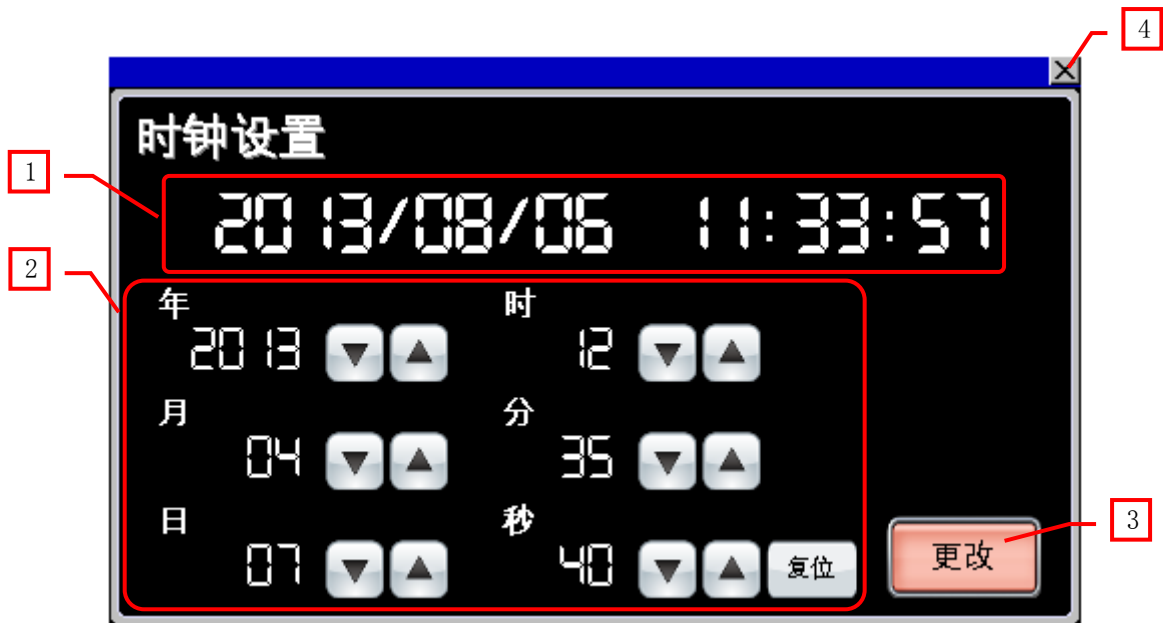 4
时钟设置
1
2013/08/06 11:33:57
2
年 时
2013 ▼ ▲ 12 ▼ ▲
月 分
04 ▼ ▲ 35 ▼ ▲
日 秒
07 ▼ ▲ 40 ▼ ▲ 复位
更改
3